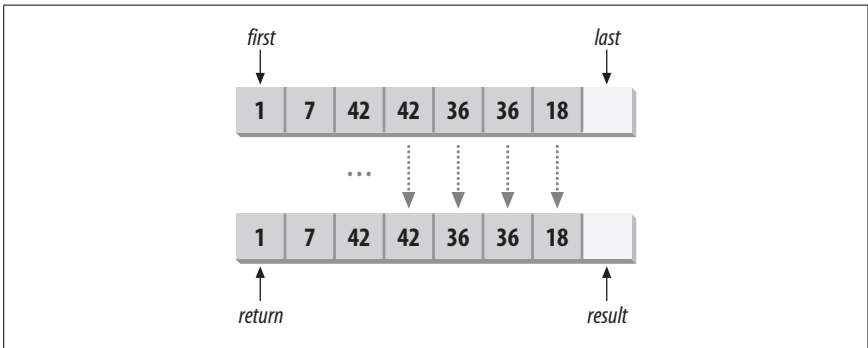 first last
1 7 42 42 36 36 18
...
1 7 42 42 36 36 18
return result